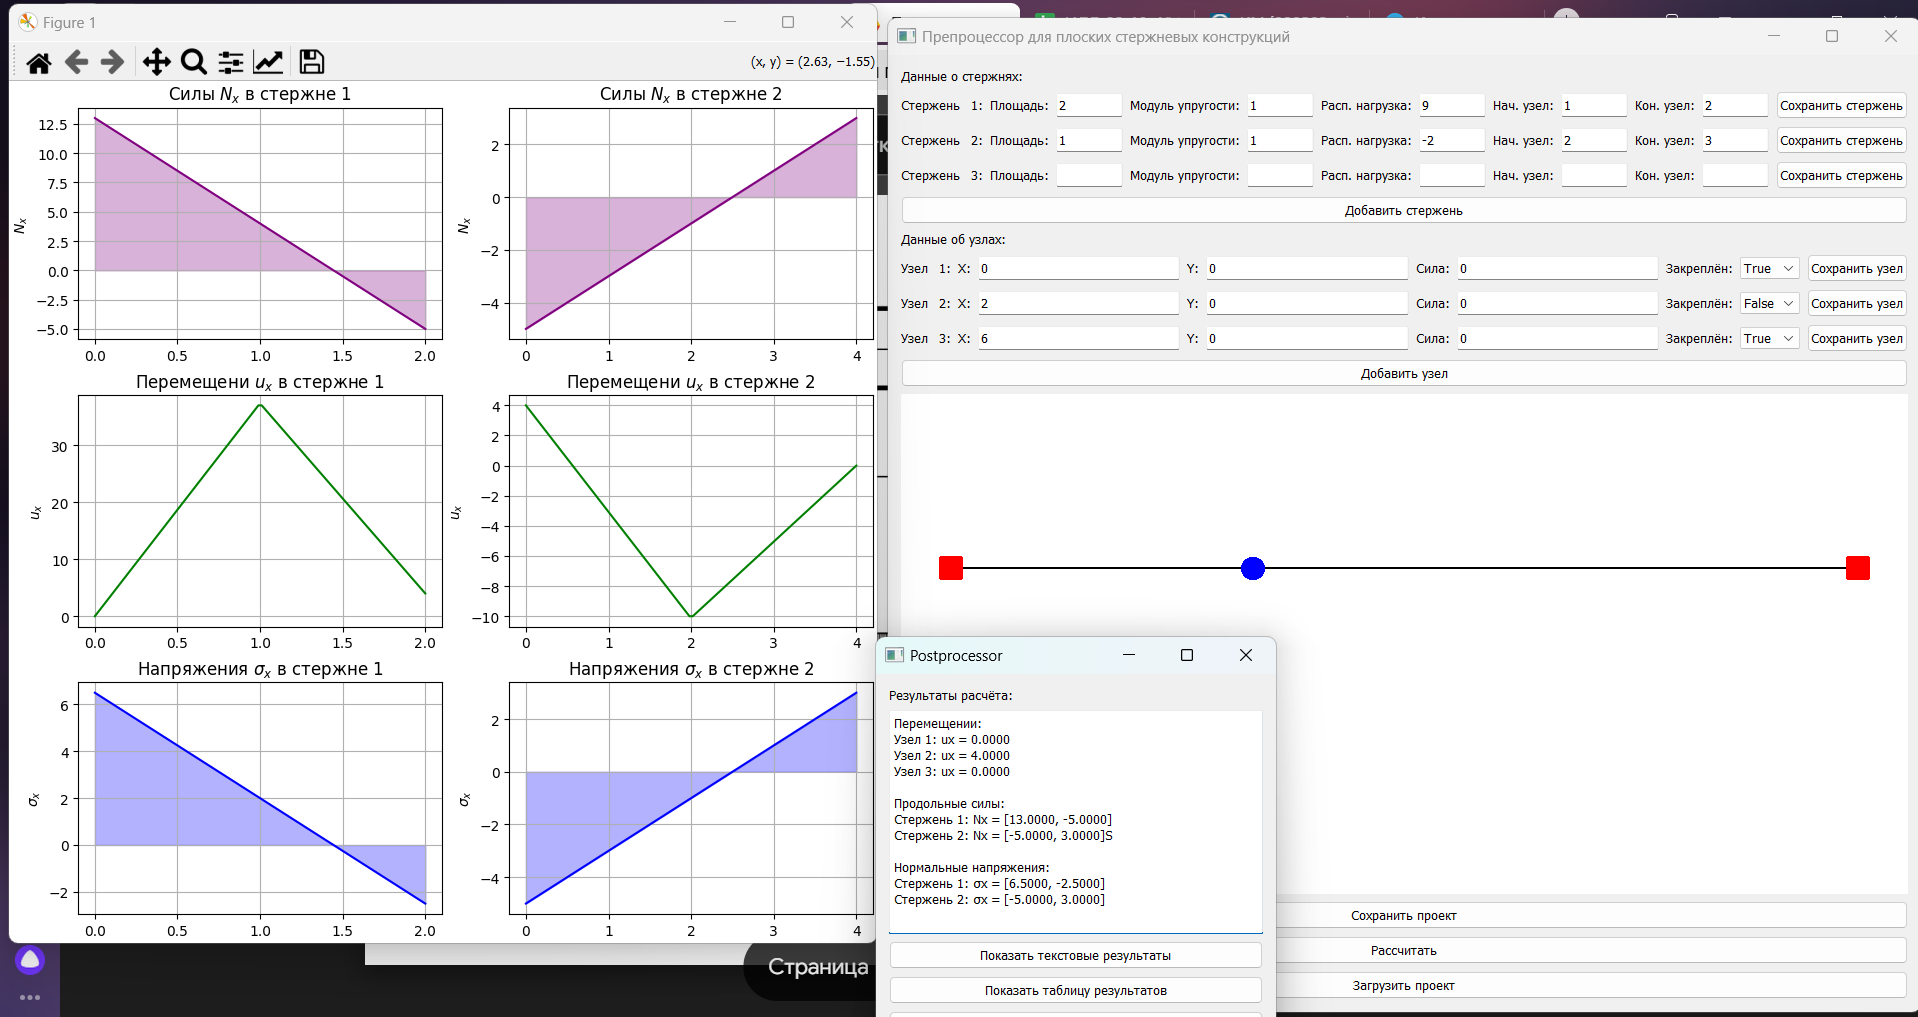 Figure 1
(x, y) = (2.63, −1.55)
Силы Nx в стержне 1
12.5
10.0
7.5
5.0
2.5
0.0
−2.5
−5.0
Nx
0.0 0.5 1.0 1.5 2.0
Силы Nx в стержне 2
2
0
−2
−4
Nx
0 1 2 3 4
Перемещени ux в стержне 1
30
20
10
0
ux
0.0 0.5 1.0 1.5 2.0
Перемещени ux в стержне 2
4
2
0
−2
−4
−6
−8
−10
ux
0 1 2 3 4
Напряжения σx в стержне 1
6
4
2
0
−2
σx
0.0 0.5 1.0 1.5 2.0
Напряжения σx в стержне 2
2
0
−2
−4
σx
0 1 2 3 4
Препроцессор для плоских стержневых конструкций
Данные о стержнях:
Стержень 1: Площадь: 2 Модуль упругости: 1 Расп. нагрузка: 9 Нач. узел: 1 Кон. узел: 2 Сохранить стержень
Стержень 2: Площадь: 1 Модуль упругости: 1 Расп. нагрузка: -2 Нач. узел: 2 Кон. узел: 3 Сохранить стержень
Стержень 3: Площадь: Модуль упругости: Расп. нагрузка: Нач. узел: Кон. узел: Сохранить стержень
Добавить стержень
Данные об узлах:
Узел 1: X: 0 Y: 0 Сила: 0 Закреплён: True Сохранить узел
Узел 2: X: 2 Y: 0 Сила: 0 Закреплён: False Сохранить узел
Узел 3: X: 6 Y: 0 Сила: 0 Закреплён: True Сохранить узел
Добавить узел
Сохранить проект
Рассчитать
Загрузить проект
Postprocessor
Результаты расчёта:
Перемещении:
Узел 1: ux = 0.0000
Узел 2: ux = 4.0000
Узел 3: ux = 0.0000
Продольные силы:
Стержень 1: Nx = [13.0000, -5.0000]
Стержень 2: Nx = [-5.0000, 3.0000]S
Нормальные напряжения:
Стержень 1: σx = [6.5000, -2.5000]
Стержень 2: σx = [-5.0000, 3.0000]
Показать текстовые результаты
Показать таблицу результатов
Страница